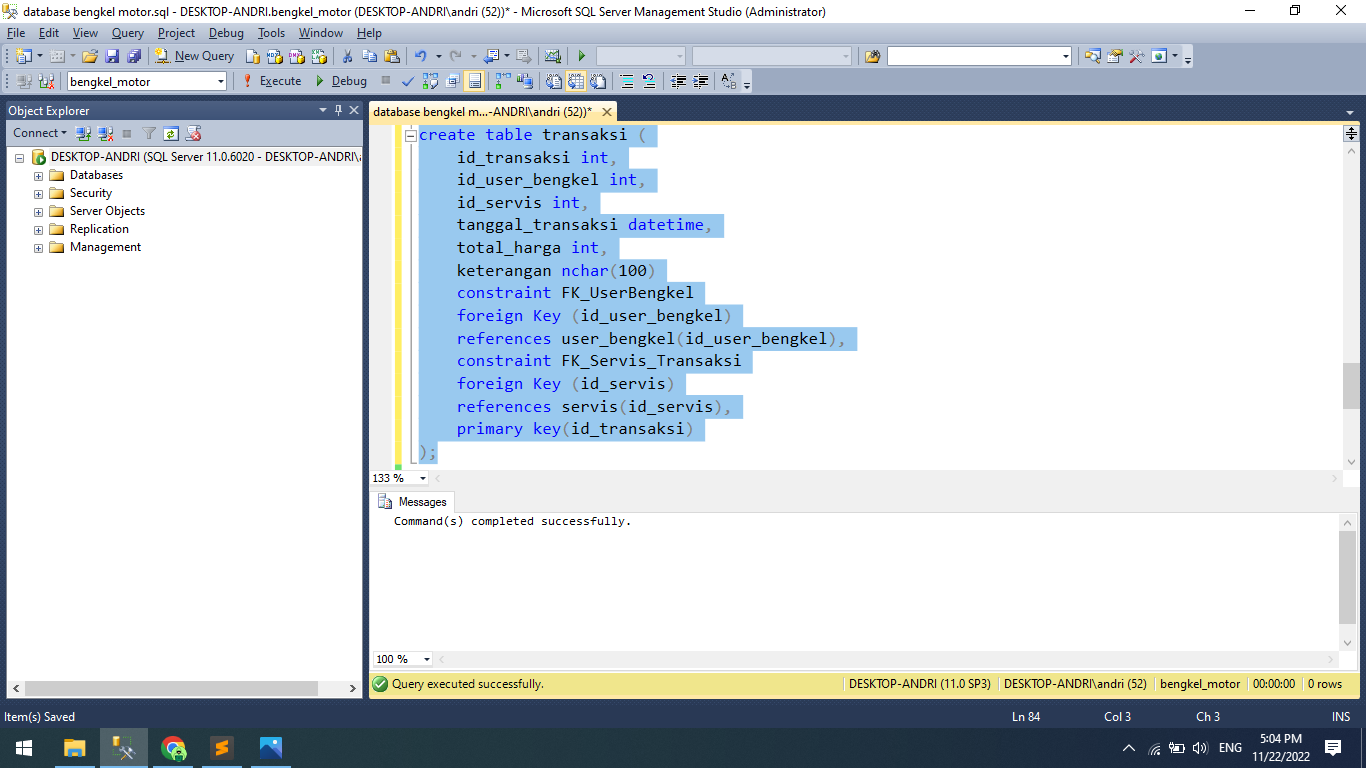 database bengkel motor.sql - DESKTOP-ANDRI.bengkel_motor (DESKTOP-ANDRI\andri (52))* - Microsoft SQL Server Management Studio (Administrator)
File Edit View Query Project Debug Tools Window Help
New Query
bengkel_motor Execute Debug
Object Explorer
Connect
DESKTOP-ANDRI (SQL Server 11.0.6020 - DESKTOP-ANDRI\
Databases
Security
Server Objects
Replication
Management
database bengkel m...-ANDRI\andri (52))*
create table transaksi (
id_transaksi int,
id_user_bengkel int,
id_servis int,
tanggal_transaksi datetime,
total_harga int,
keterangan nchar(100)
constraint FK_UserBengkel
foreign Key (id_user_bengkel)
references user_bengkel(id_user_bengkel),
constraint FK_Servis_Transaksi
foreign Key (id_servis)
references servis(id_servis),
primary key(id_transaksi)
);
133 %
Messages
Command(s) completed successfully.
100 %
Query executed successfully. DESKTOP-ANDRI (11.0 SP3) DESKTOP-ANDRI\andri (52) bengkel_motor 00:00:00 0 rows
Item(s) Saved Ln 84 Col 3 Ch 3 INS
ENG 5:04 PM
11/22/2022